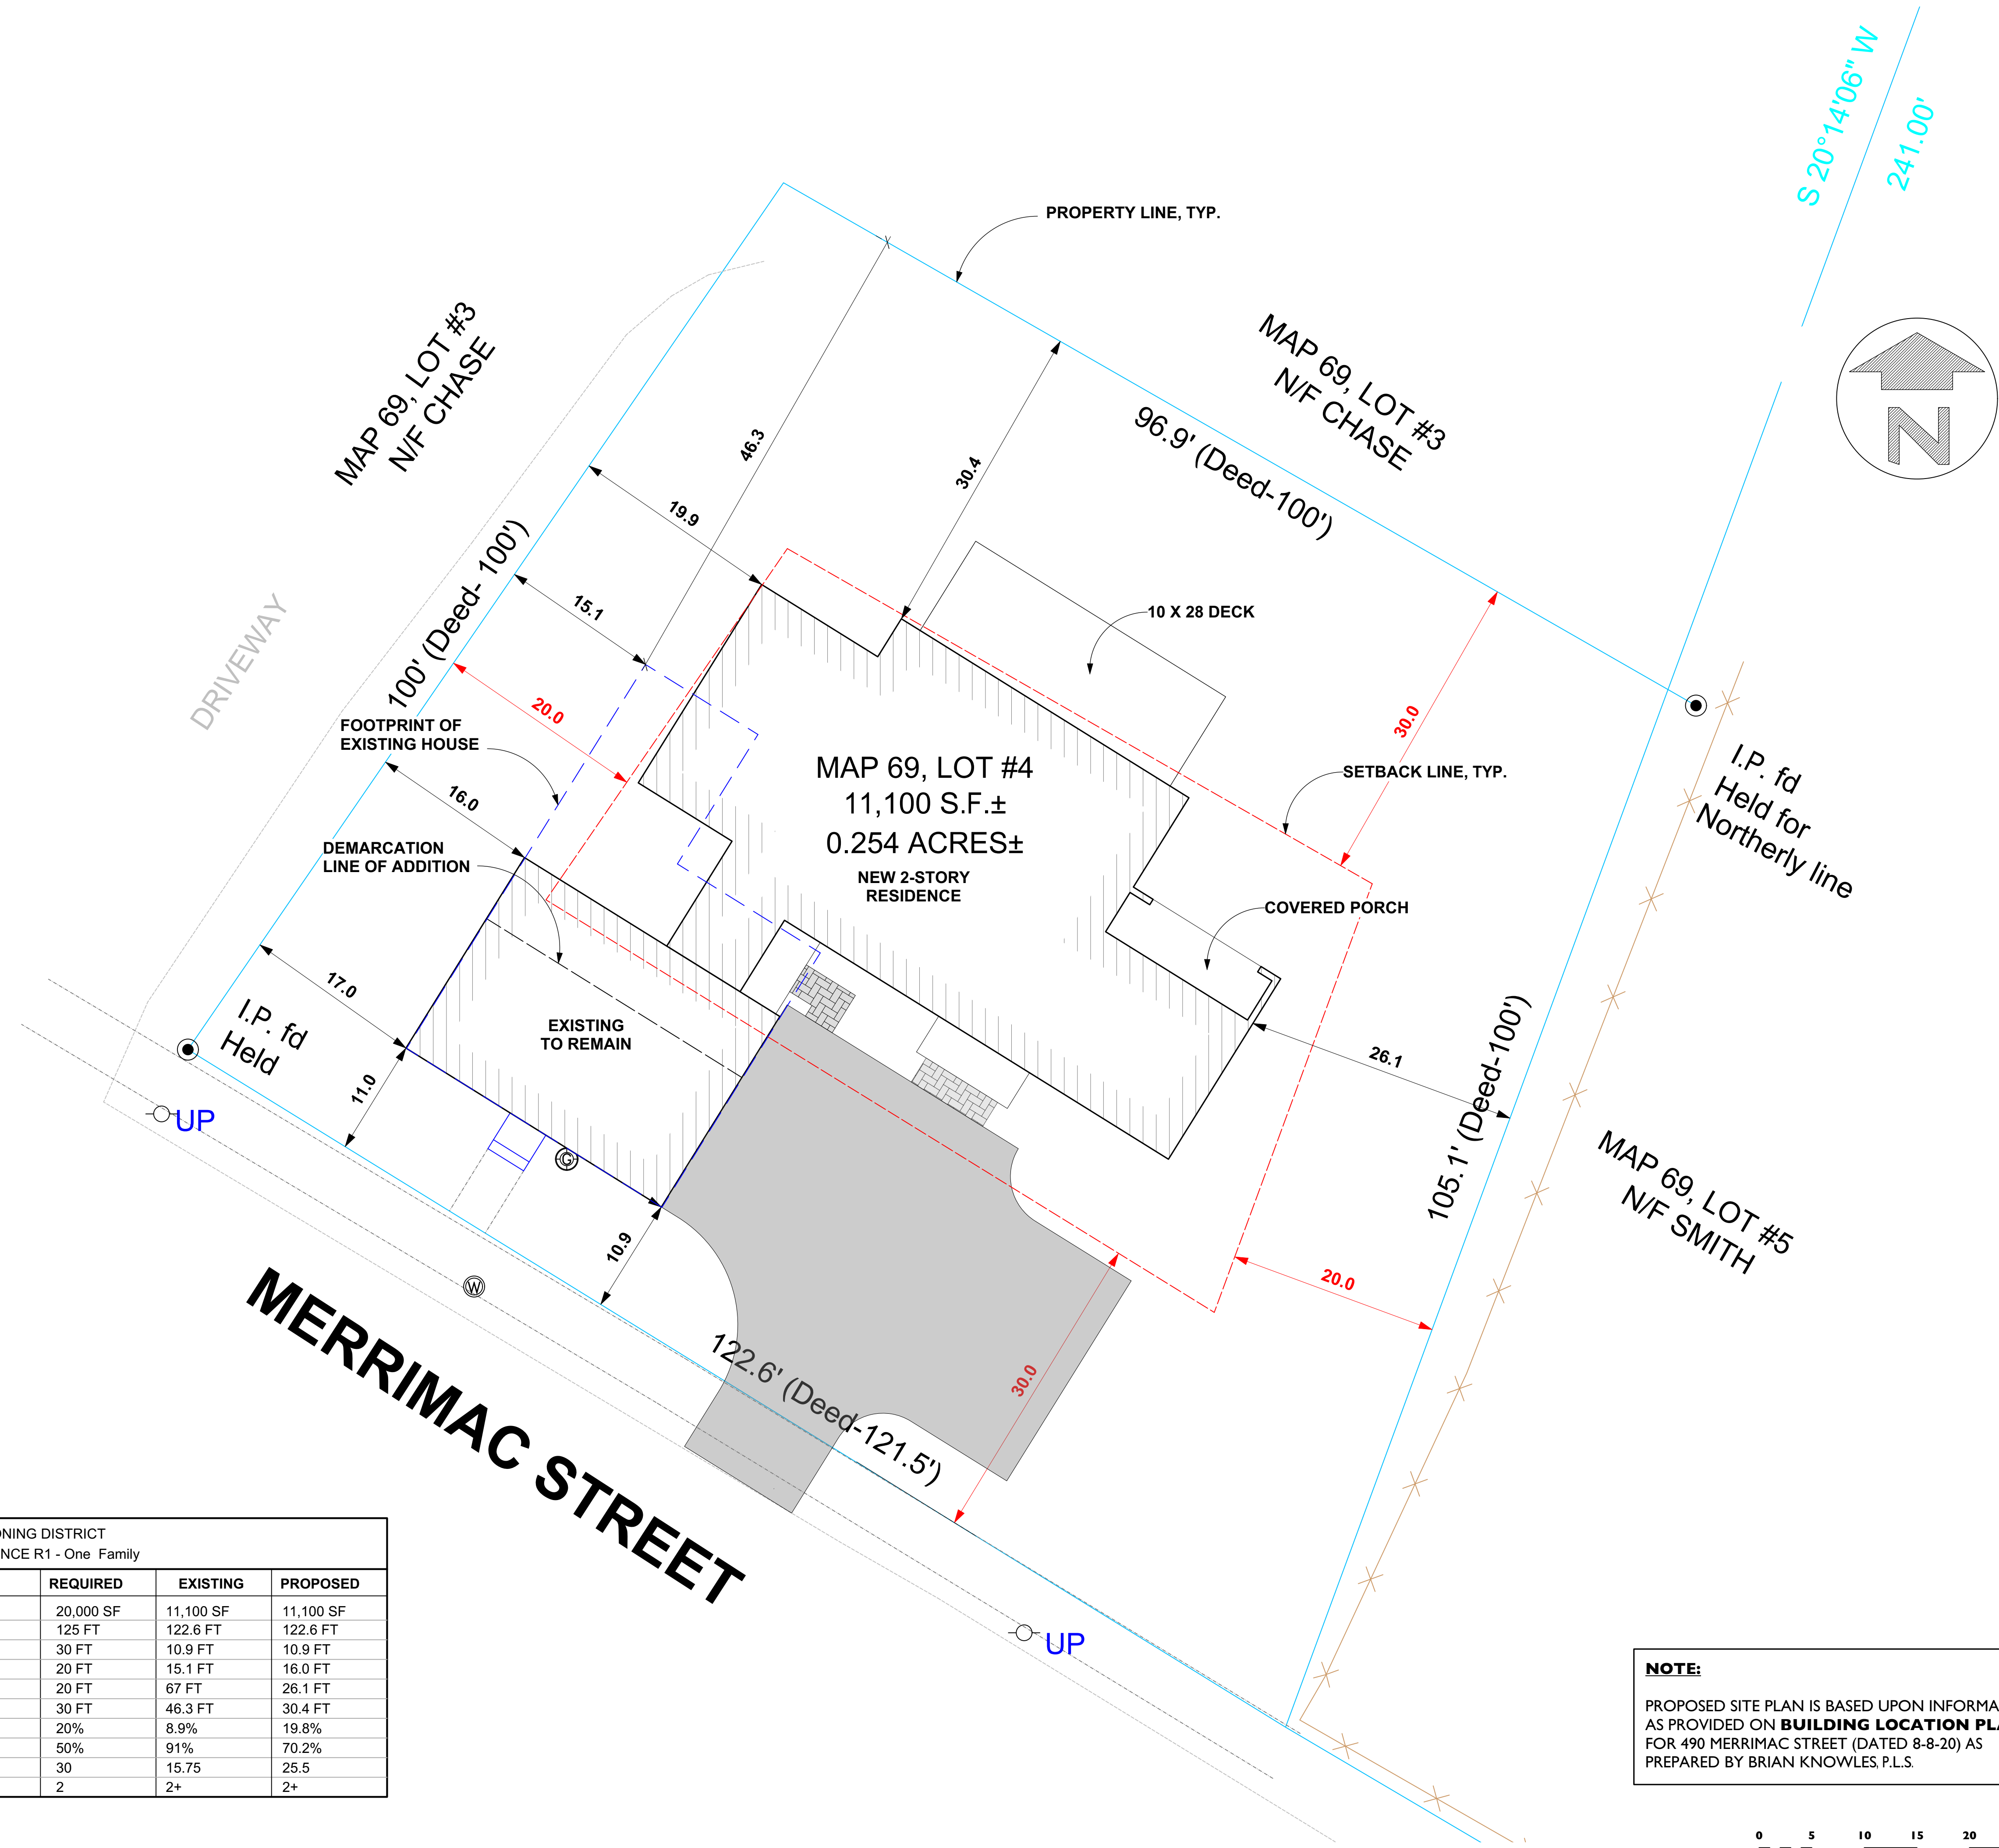 S 20°14'06" W
241.00'
PROPERTY LINE, TYP.
MAP 69, LOT #3
N/F CHASE
MAP 69, LOT #3
N/F CHASE
96.9' (Deed-100')
N
46.3
30.4
19.9
15.1
100' (Deed- 100')
DRIVEWAY
20.0
10 X 28 DECK
30.0
FOOTPRINT OF
EXISTING HOUSE
SETBACK LINE, TYP.
MAP 69, LOT #4
11,100 S.F.±
0.254 ACRES±
NEW 2-STORY
RESIDENCE
I.P. fd
Held for
Northerly line
16.0
DEMARCATION
LINE OF ADDITION
COVERED PORCH
17.0
I.P. fd
Held
EXISTING
TO REMAIN
26.1
105.1' (Deed-100')
11.0
UP
G
MAP 69, LOT #5
N/F SMITH
10.9
20.0
W
MERRIMAC STREET
122.6' (Deed-121.5')
30.0
UP
ONING DISTRICT
NCE R1 - One Family
REQUIRED EXISTING PROPOSED
20,000 SF 11,100 SF 11,100 SF
125 FT 122.6 FT 122.6 FT
30 FT 10.9 FT 10.9 FT
20 FT 15.1 FT 16.0 FT
20 FT 67 FT 26.1 FT
30 FT 46.3 FT 30.4 FT
20% 8.9% 19.8%
50% 91% 70.2%
30 15.75 25.5
2 2+ 2+
NOTE:
PROPOSED SITE PLAN IS BASED UPON INFORMA
AS PROVIDED ON BUILDING LOCATION PLA
FOR 490 MERRIMAC STREET (DATED 8-8-20) AS
PREPARED BY BRIAN KNOWLES, P.L.S.
0 5 10 15 20